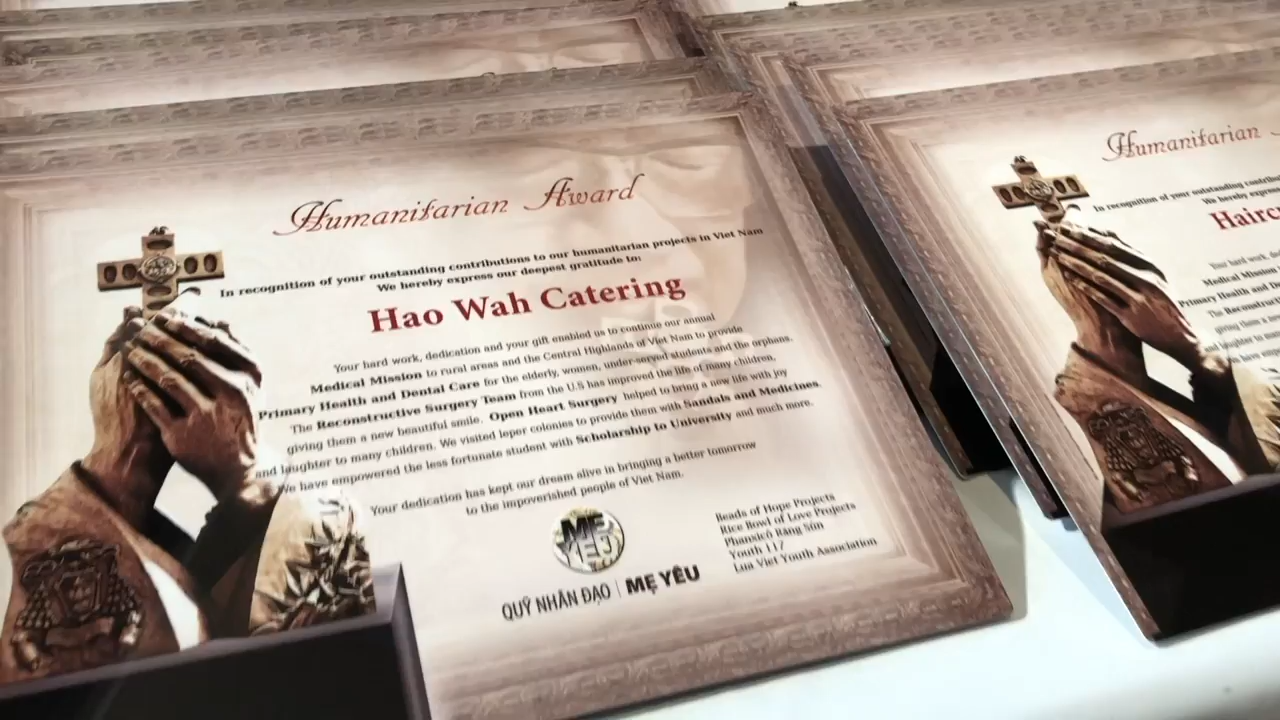 Humanitarian Award
In recognition of your outstanding contributions to our humanitarian projects in Viet Nam
We hereby express our deepest gratitude to:
Hao Wah Catering
Your hard work, dedication and your gift enabled us to continue our annual
Medical Mission to rural areas and the Central Highlands of Viet Nam to provide
Primary Health and Dental Care for the elderly, women, under-served students and the orphans.
The Reconstructive Surgery Team from the U.S has improved the life of many children,
giving them a new beautiful smile. Open Heart Surgery helped to bring a new life with joy
and laughter to many children. We visited leper colonies to provide them with Sandals and Medicines.
We have empowered the less fortunate student with Scholarship to University and much more.
Your dedication has kept our dream alive in bringing a better tomorrow
to the impoverished people of Viet Nam.
ME
YEU
QUỸ NHÂN ĐẠO | MẸ YÊU
Beads of Hope Projects
Rice Bowl of Love Projects
Phanxicô Răng Sún
Youth 117
Lua Viet Youth Association
Humanitarian
In recognition of your outstanding
We hereby
Your hard work,
Medical Mission
Primary Health and
The
giving them a new